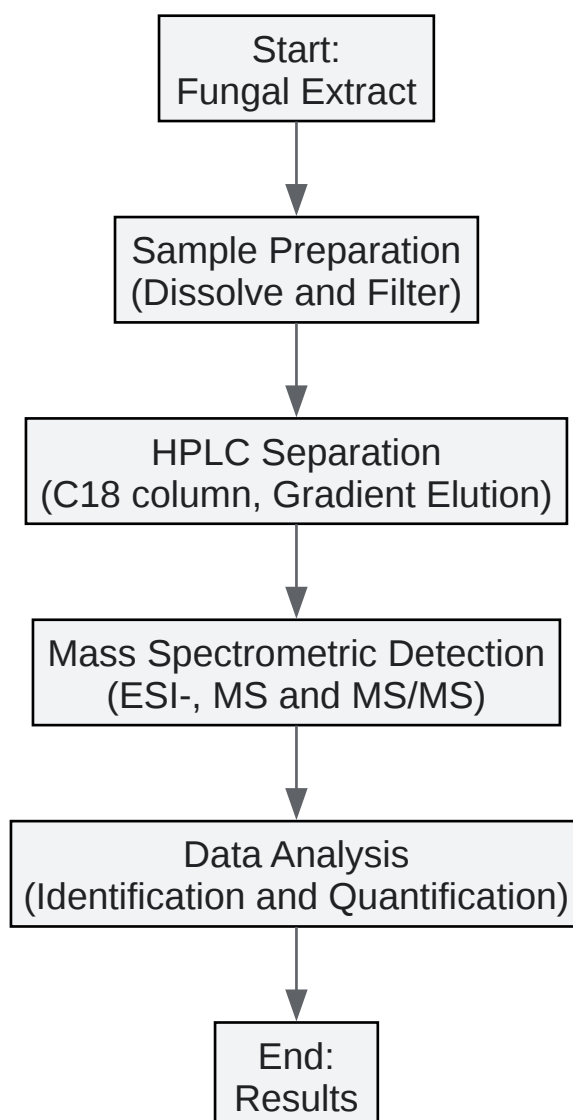 Start:
Fungal Extract
Sample Preparation
(Dissolve and Filter)
HPLC Separation
(C18 column, Gradient Elution)
Mass Spectrometric Detection
(ESI-, MS and MS/MS)
Data Analysis
(Identification and Quantification)
End:
Results